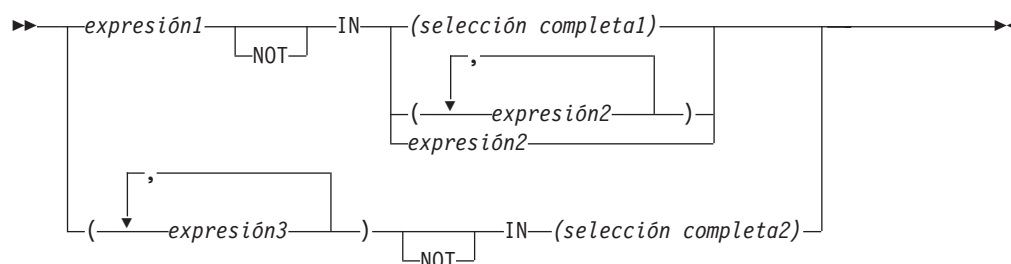 expresión1 NOT IN (selección completa1)
,
( expresión2 )
expresión2
,
( expresión3 ) NOT IN (selección completa2)